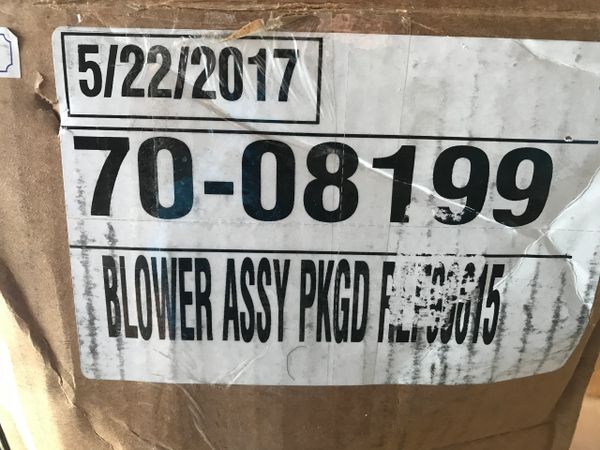 5/22/2017
70-08199
BLOWER ASSY PKGD